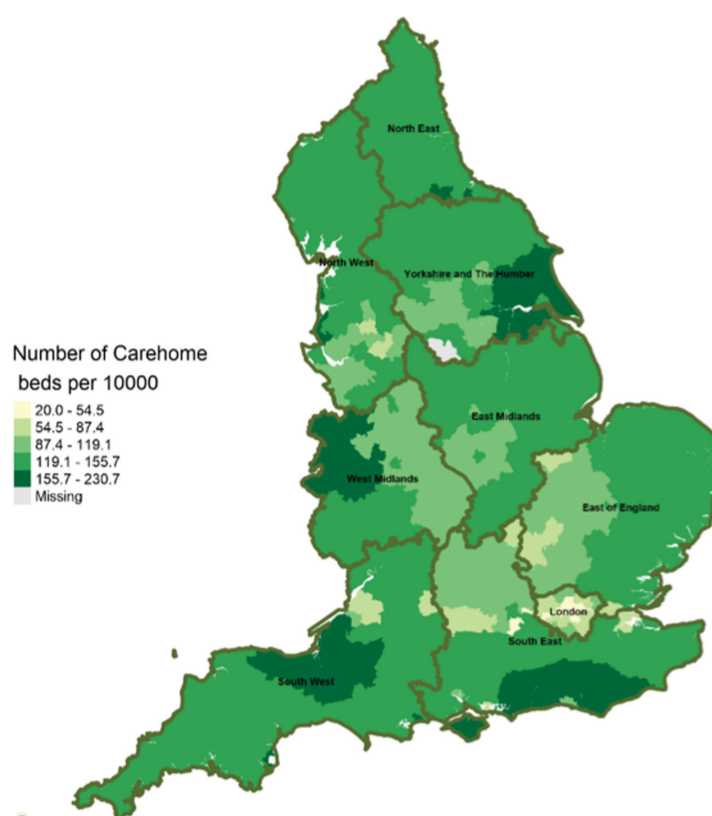 North East
North West
Yorkshire and The Humber
Number of Carehome
beds per 10000
20.0 - 54.5
54.5 - 87.4
87.4 - 119.1
119.1 - 155.7
155.7 - 230.7
Missing
East Midlands
West Midlands
East of England
London
South East
South West